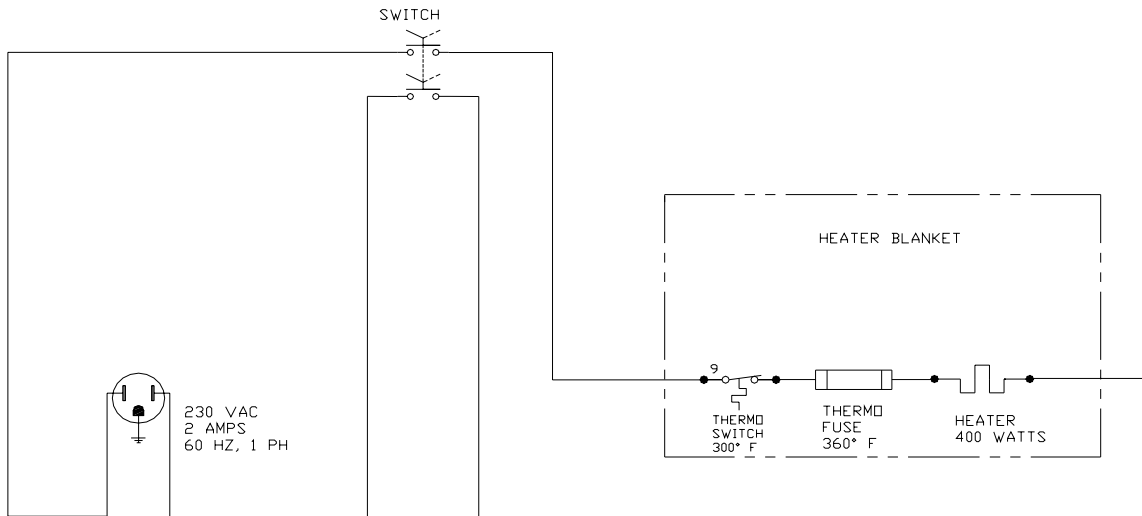 SWITCH
HEATER BLANKET
9
230 VAC
2 AMPS
60 HZ, 1 PH
THERMO
SWITCH
300° F
THERMO
FUSE
360° F
HEATER
400 WATTS